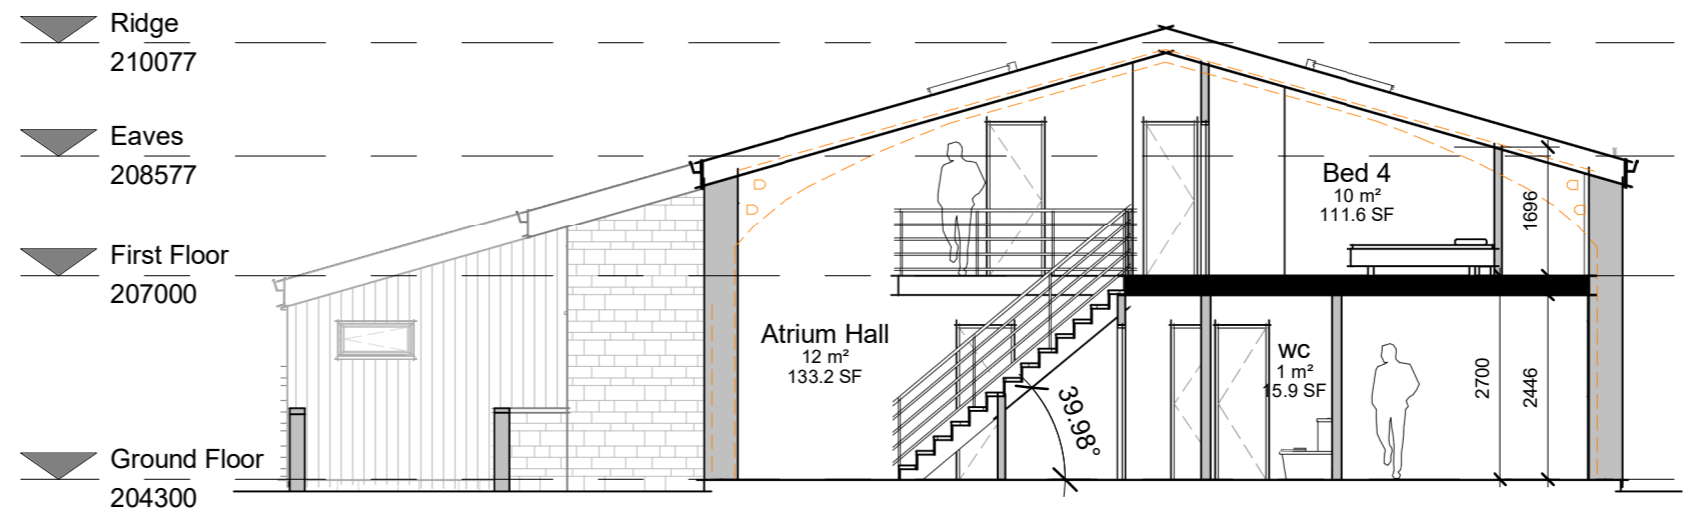 Ridge
210077
Eaves
208577
First Floor
207000
Ground Floor
204300
Atrium Hall
12 m²
133.2 SF
39.98°
Bed 4
10 m²
111.6 SF
1696
WC
1 m²
15.9 SF
2700
2446